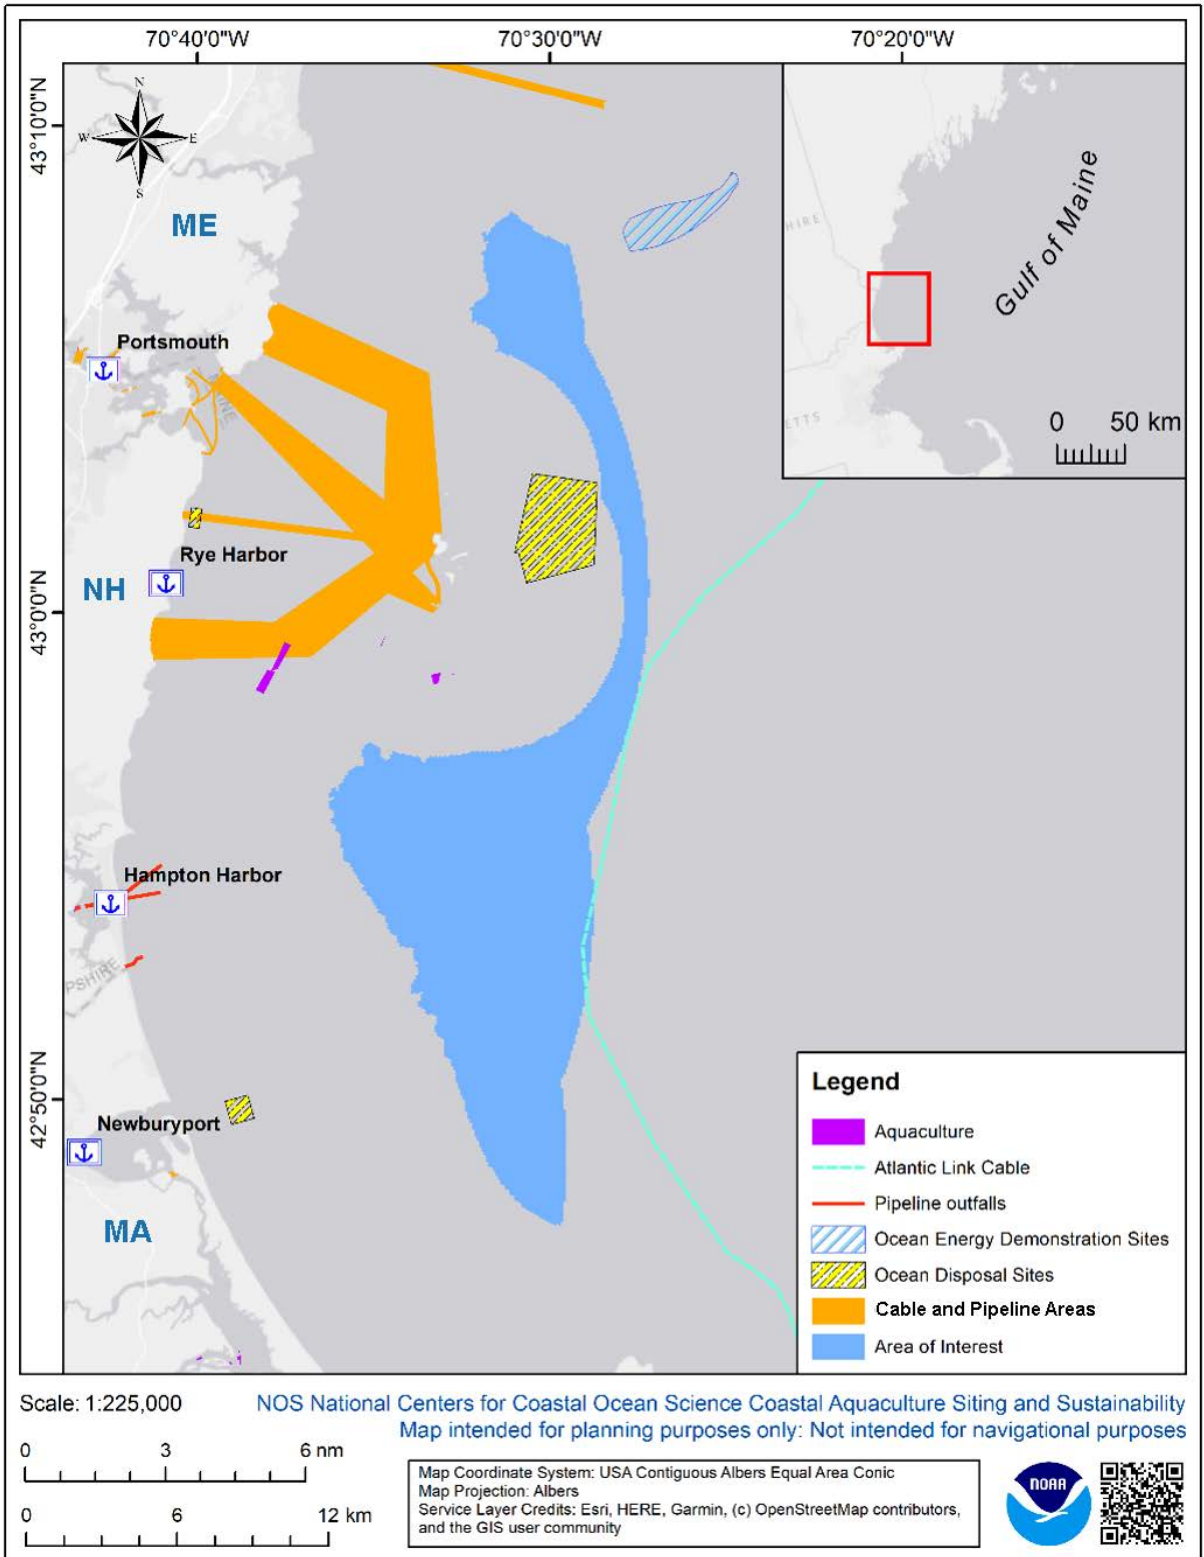 70°40'0"W
70°30'0"W
70°20'0"W
43°10'0"N
43°0'0"N
42°50'0"N
N
W
E
S
ME
Portsmouth
Rye Harbor
NH
Hampton Harbor
PSHIRE
Newburyport
MA
HIRE
ETTS
Gulf of Maine
0 50 km
Legend
Aquaculture
Atlantic Link Cable
Pipeline outfalls
Ocean Energy Demonstration Sites
Ocean Disposal Sites
Cable and Pipeline Areas
Area of Interest
Scale: 1:225,000
NOS National Centers for Coastal Ocean Science Coastal Aquaculture Siting and Sustainability
Map intended for planning purposes only: Not intended for navigational purposes
0 3 6 nm
0 6 12 km
Map Coordinate System: USA Contiguous Albers Equal Area Conic
Map Projection: Albers
Service Layer Credits: Esri, HERE, Garmin, (c) OpenStreetMap contributors,
and the GIS user community
NOAA